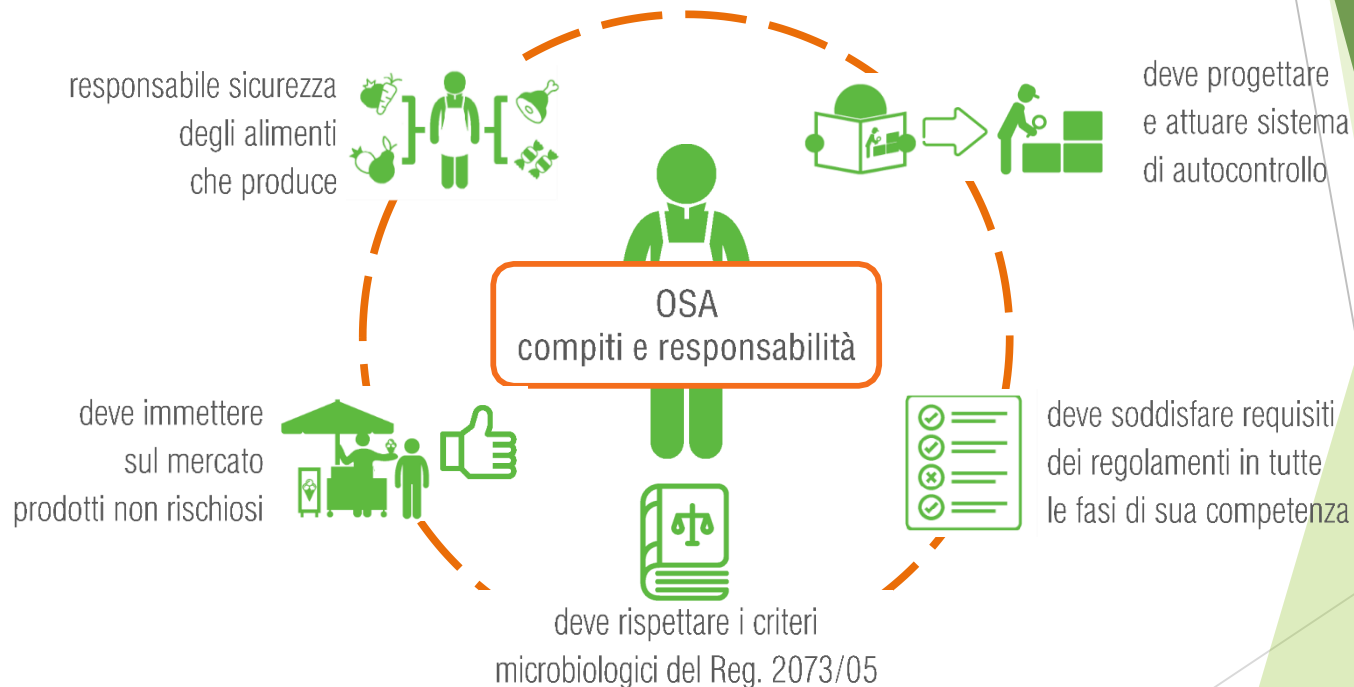 responsabile sicurezza
degli alimenti
che produce
deve progettare
e attuare sistema
di autocontrollo
OSA
compiti e responsabilità
deve immettere
sul mercato
prodotti non rischiosi
deve soddisfare requisiti
dei regolamenti in tutte
le fasi di sua competenza
deve rispettare i criteri
microbiologici del Reg. 2073/05